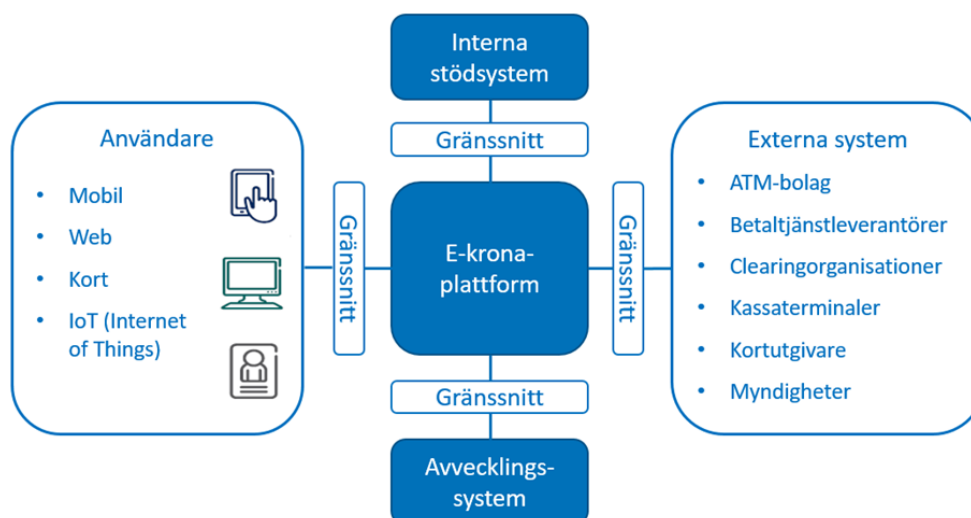 Interna
stödsystem
Gränssnitt
Användare
• Mobil
• Web
• Kort
• IoT (Internet
of Things)
Gränssnitt
E-krona-
plattform
Gränssnitt
Externa system
• ATM-bolag
• Betaltjänstleverantörer
• Clearingorganisationer
• Kassaterminaler
• Kortutgivare
• Myndigheter
Gränssnitt
Avvecklings-
system